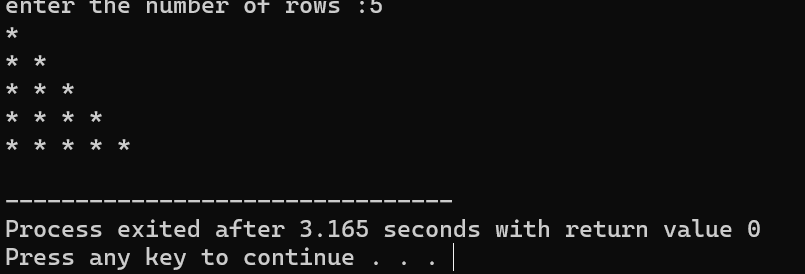 enter the number of rows :5
*
* *
* * *
* * * *
* * * * *
--------------------------------
Process exited after 3.165 seconds with return value 0
Press any key to continue . . .